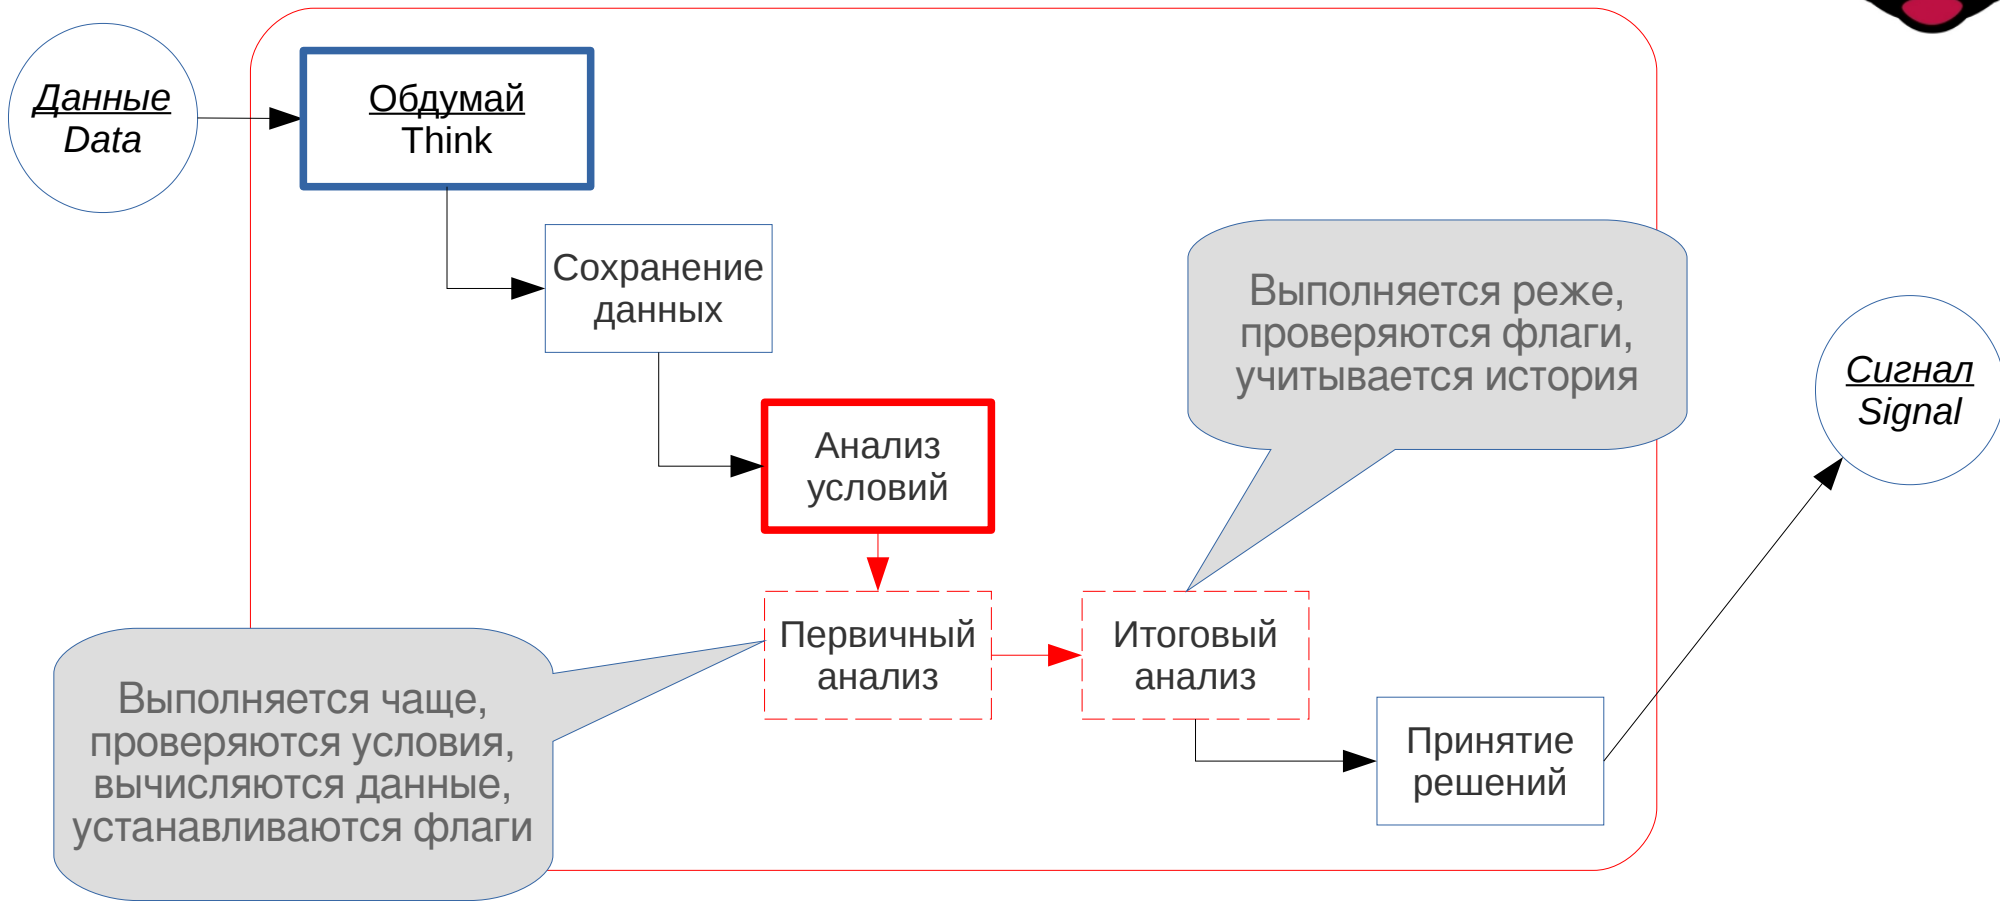 Данные
Data
Обдумай
Think
Сохранение
данных
Выполняется реже,
проверяются флаги,
учитывается история
Сигнал
Signal
Анализ
условий
Первичный
анализ
Итоговый
анализ
Выполняется чаще,
проверяются условия,
вычисляются данные,
устанавливаются флаги
Принятие
решений